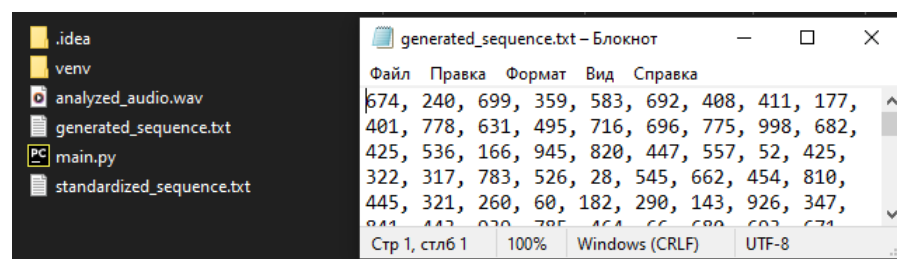 .idea
venv
analyzed_audio.wav
generated_sequence.txt
main.py
standardized_sequence.txt
generated_sequence.txt – Блокнот
Файл Правка Формат Вид Справка
674, 240, 699, 359, 583, 692, 408, 411, 177,
401, 778, 631, 495, 716, 696, 775, 998, 682,
425, 536, 166, 945, 820, 447, 557, 52, 425,
322, 317, 783, 526, 28, 545, 662, 454, 810,
445, 321, 260, 60, 182, 290, 143, 926, 347,
Стр 1, стлб 1 100% Windows (CRLF) UTF-8